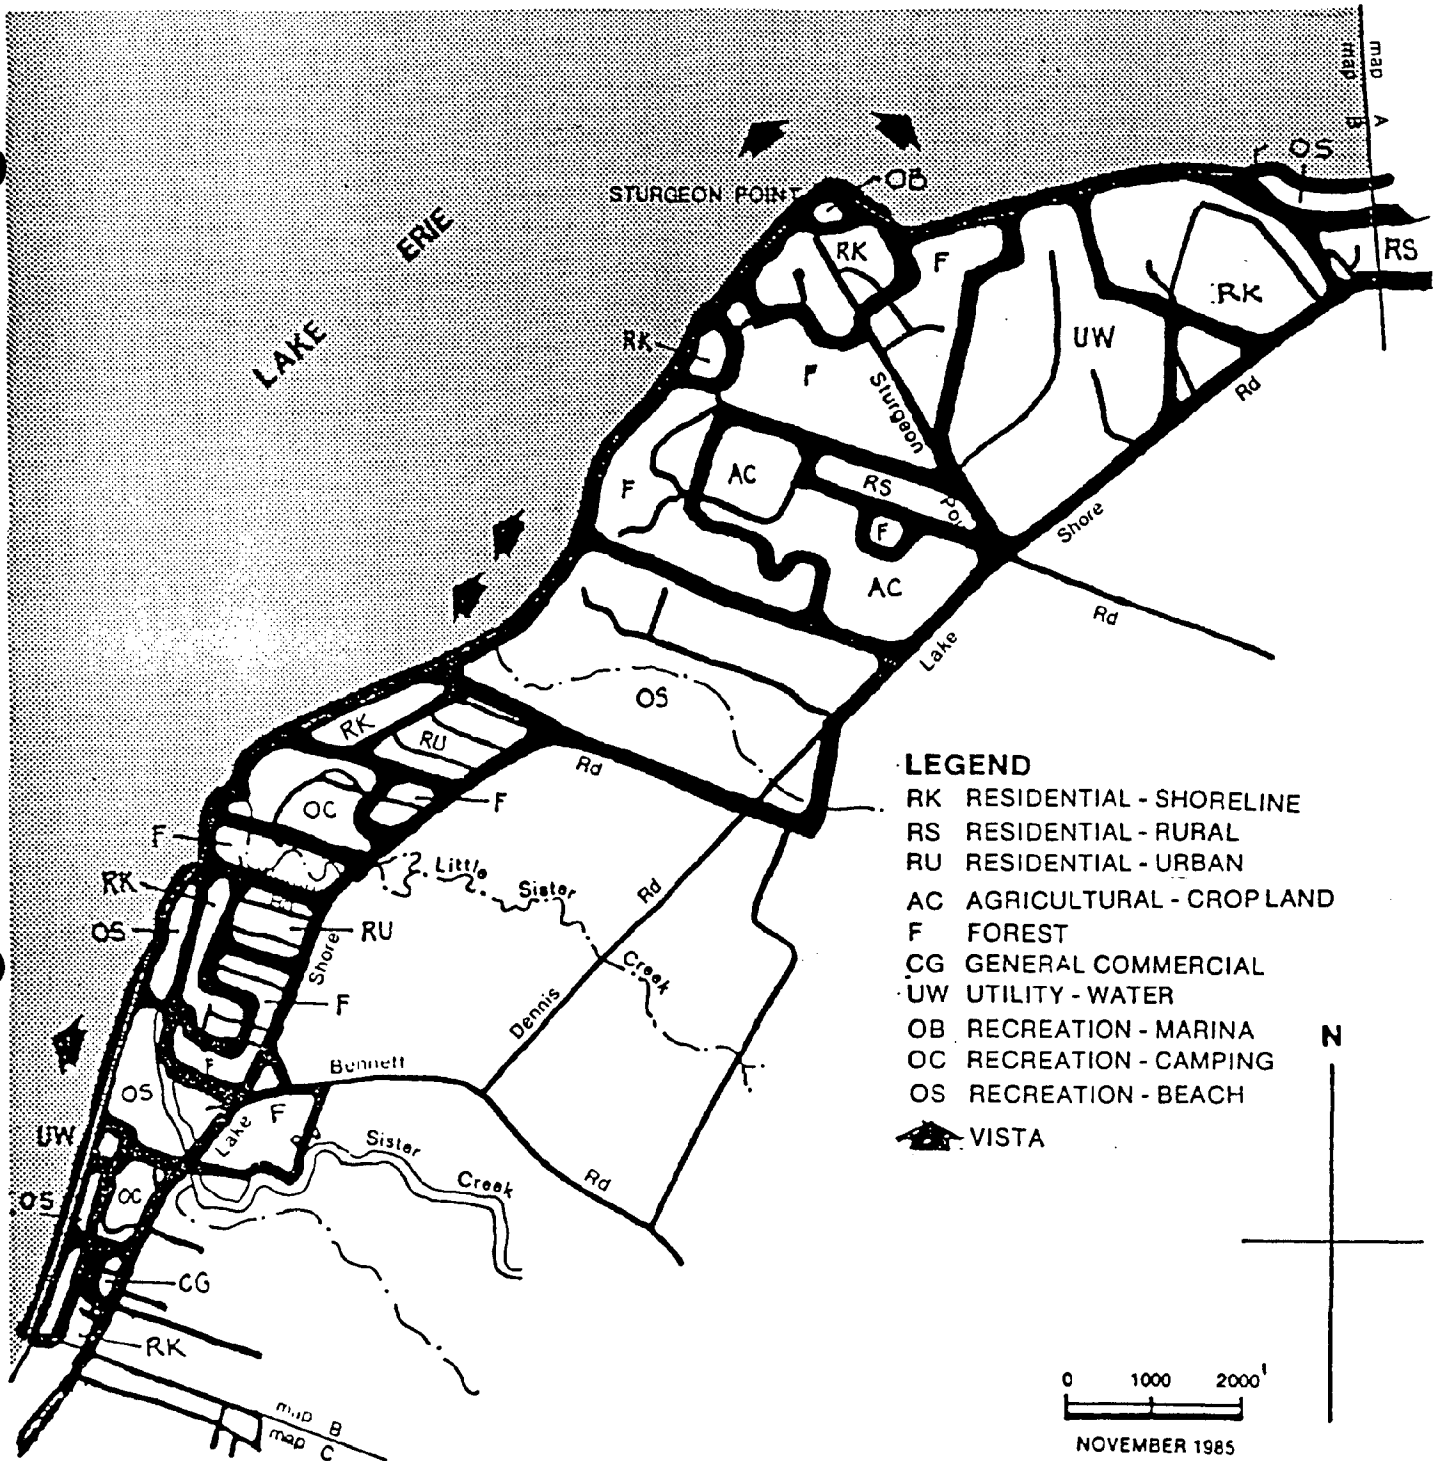 map A
map B
OS
OB
STURGEON POINT
LAKE ERIE
RK
F
RS
RK
UW
RK
F
Sturgeon
Rd
AC
RS
F
F
Shore
AC
Rd
Lake
OS
RK
RU
Rd
OC
F
F
Little Sister Creek
RK
OS
RU
Shore
Rd
F
Dennis
Creek
F
Bennett
OS
F
UW
Lake
Sister Creek
Rd
OC
OS
CG
RK
map B
map C
LEGEND
RK RESIDENTIAL - SHORELINE
RS RESIDENTIAL - RURAL
RU RESIDENTIAL - URBAN
AC AGRICULTURAL - CROPLAND
F FOREST
CG GENERAL COMMERCIAL
UW UTILITY - WATER
OB RECREATION - MARINA
OC RECREATION - CAMPING
OS RECREATION - BEACH
VISTA
N
0 1000 2000'
NOVEMBER 1985